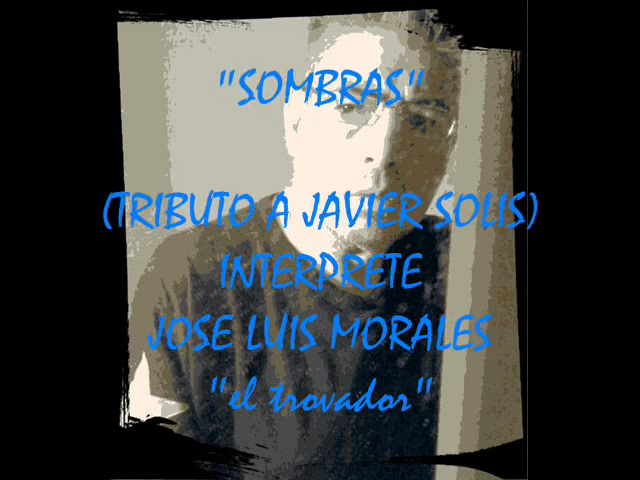 "SOMBRAS"
(TRIBUTO A JAVIER SOLIS)
INTERPRETE
JOSE LUIS MORALES
"el trovador"